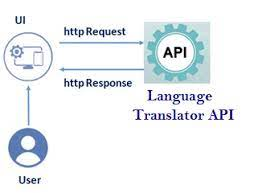 UI
http Request
API
http Response
Language
Translator API
User